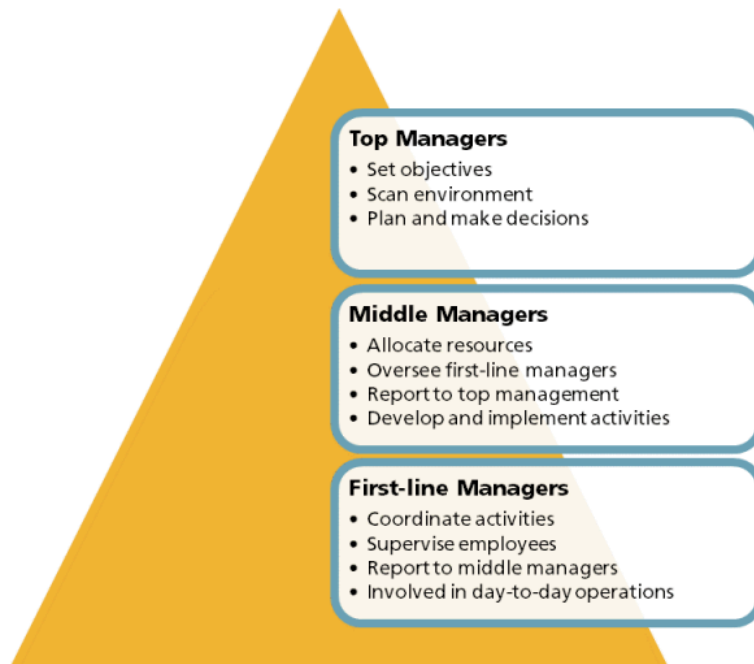 Top Managers
• Set objectives
• Scan environment
• Plan and make decisions
Middle Managers
• Allocate resources
• Oversee first-line managers
• Report to top management
• Develop and implement activities
First-line Managers
• Coordinate activities
• Supervise employees
• Report to middle managers
• Involved in day-to-day operations